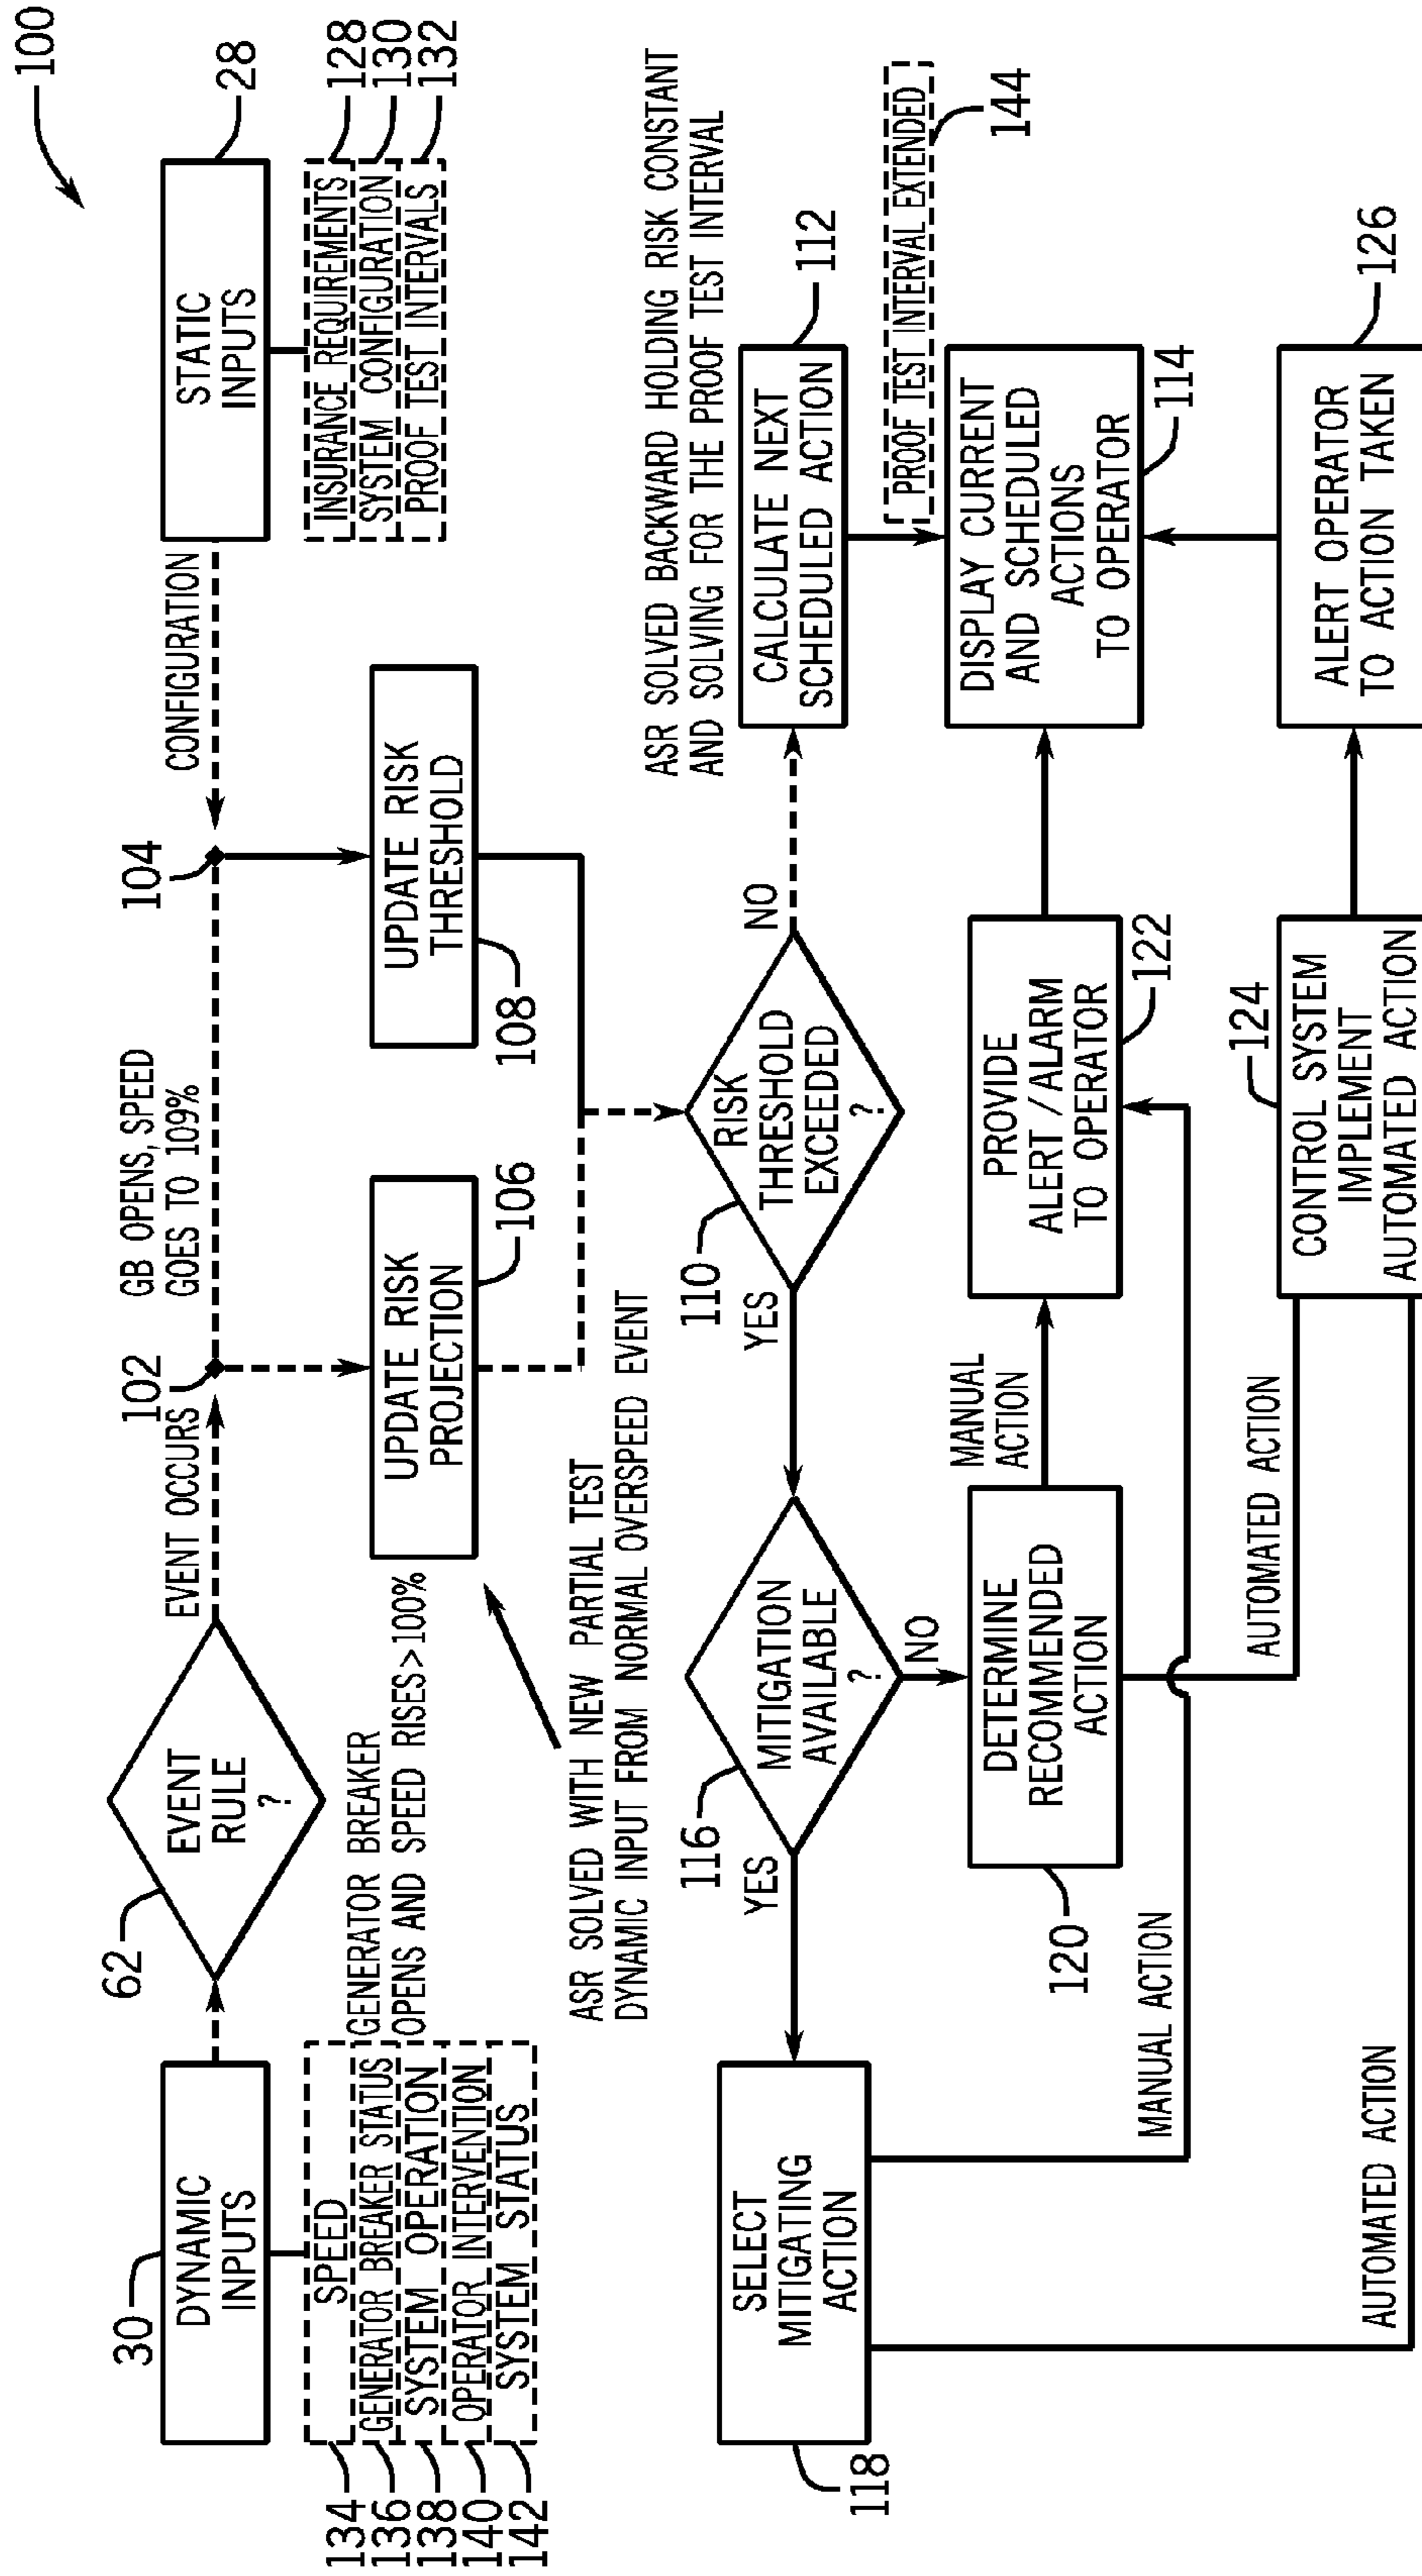 100
30
DYNAMIC
INPUTS
134
SPEED
136
GENERATOR BREAKER STATUS
138
SYSTEM OPERATION
140
OPERATOR INTERVENTION
142
SYSTEM STATUS
62
EVENT
RULE
?
GENERATOR BREAKER
OPENS AND SPEED RISES>100%
EVENT OCCURS
102
GB OPENS, SPEED
GOES TO 109%
104
CONFIGURATION
STATIC
INPUTS
28
INSURANCE REQUIREMENTS
128
SYSTEM CONFIGURATION
130
PROOF TEST INTERVALS
132
UPDATE RISK
PROJECTION
106
UPDATE RISK
THRESHOLD
108
ASR SOLVED WITH NEW PARTIAL TEST
DYNAMIC INPUT FROM NORMAL OVERSPEED EVENT
ASR SOLVED BACKWARD HOLDING RISK CONSTANT
AND SOLVING FOR THE PROOF TEST INTERVAL
SELECT
MITIGATING
ACTION
118
YES
116
MITIGATION
AVAILABLE
?
NO
YES
110
RISK
THRESHOLD
EXCEEDED
?
NO
CALCULATE NEXT
SCHEDULED ACTION
112
PROOF TEST INTERVAL EXTENDED
144
DETERMINE
RECOMMENDED
ACTION
120
MANUAL
ACTION
PROVIDE
ALERT/ALARM
TO OPERATOR
122
DISPLAY CURRENT
AND SCHEDULED
ACTIONS
TO OPERATOR
114
MANUAL ACTION
AUTOMATED ACTION
124
CONTROL SYSTEM
IMPLEMENT
AUTOMATED ACTION
ALERT OPERATOR
TO ACTION TAKEN
126
AUTOMATED ACTION